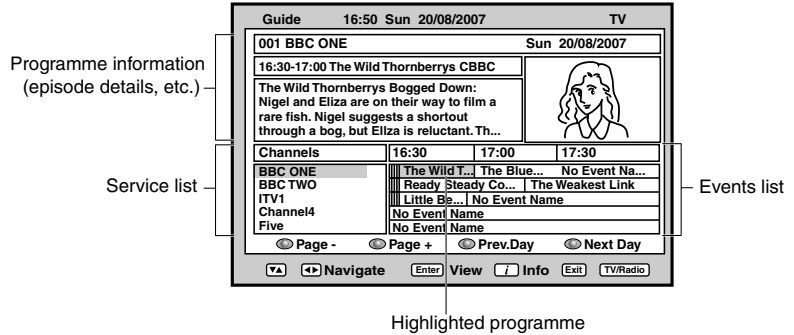 Guide 16:50 Sun 20/08/2007 TV
001 BBC ONE Sun 20/08/2007
16:30-17:00 The Wild Thornberrys CBBC
Programme information
(episode details, etc.)
The Wild Thornberrys Bogged Down:
Nigel and Eliza are on their way to film a
rare fish. Nigel suggests a shortout
through a bog, but Ellza is reluctant. Th...
Channels 16:30 17:00 17:30
Service list
BBC ONE The Wild T... The Blue... No Event Na...
BBC TWO Ready Steady Co... The Weakest Link
ITV1 Little Be... No Event Name
Channel4 No Event Name
Five No Event Name
Events list
Page - Page + Prev.Day Next Day
▼▲ ◀▶ Navigate Enter View i Info Exit TV/Radio
Highlighted programme